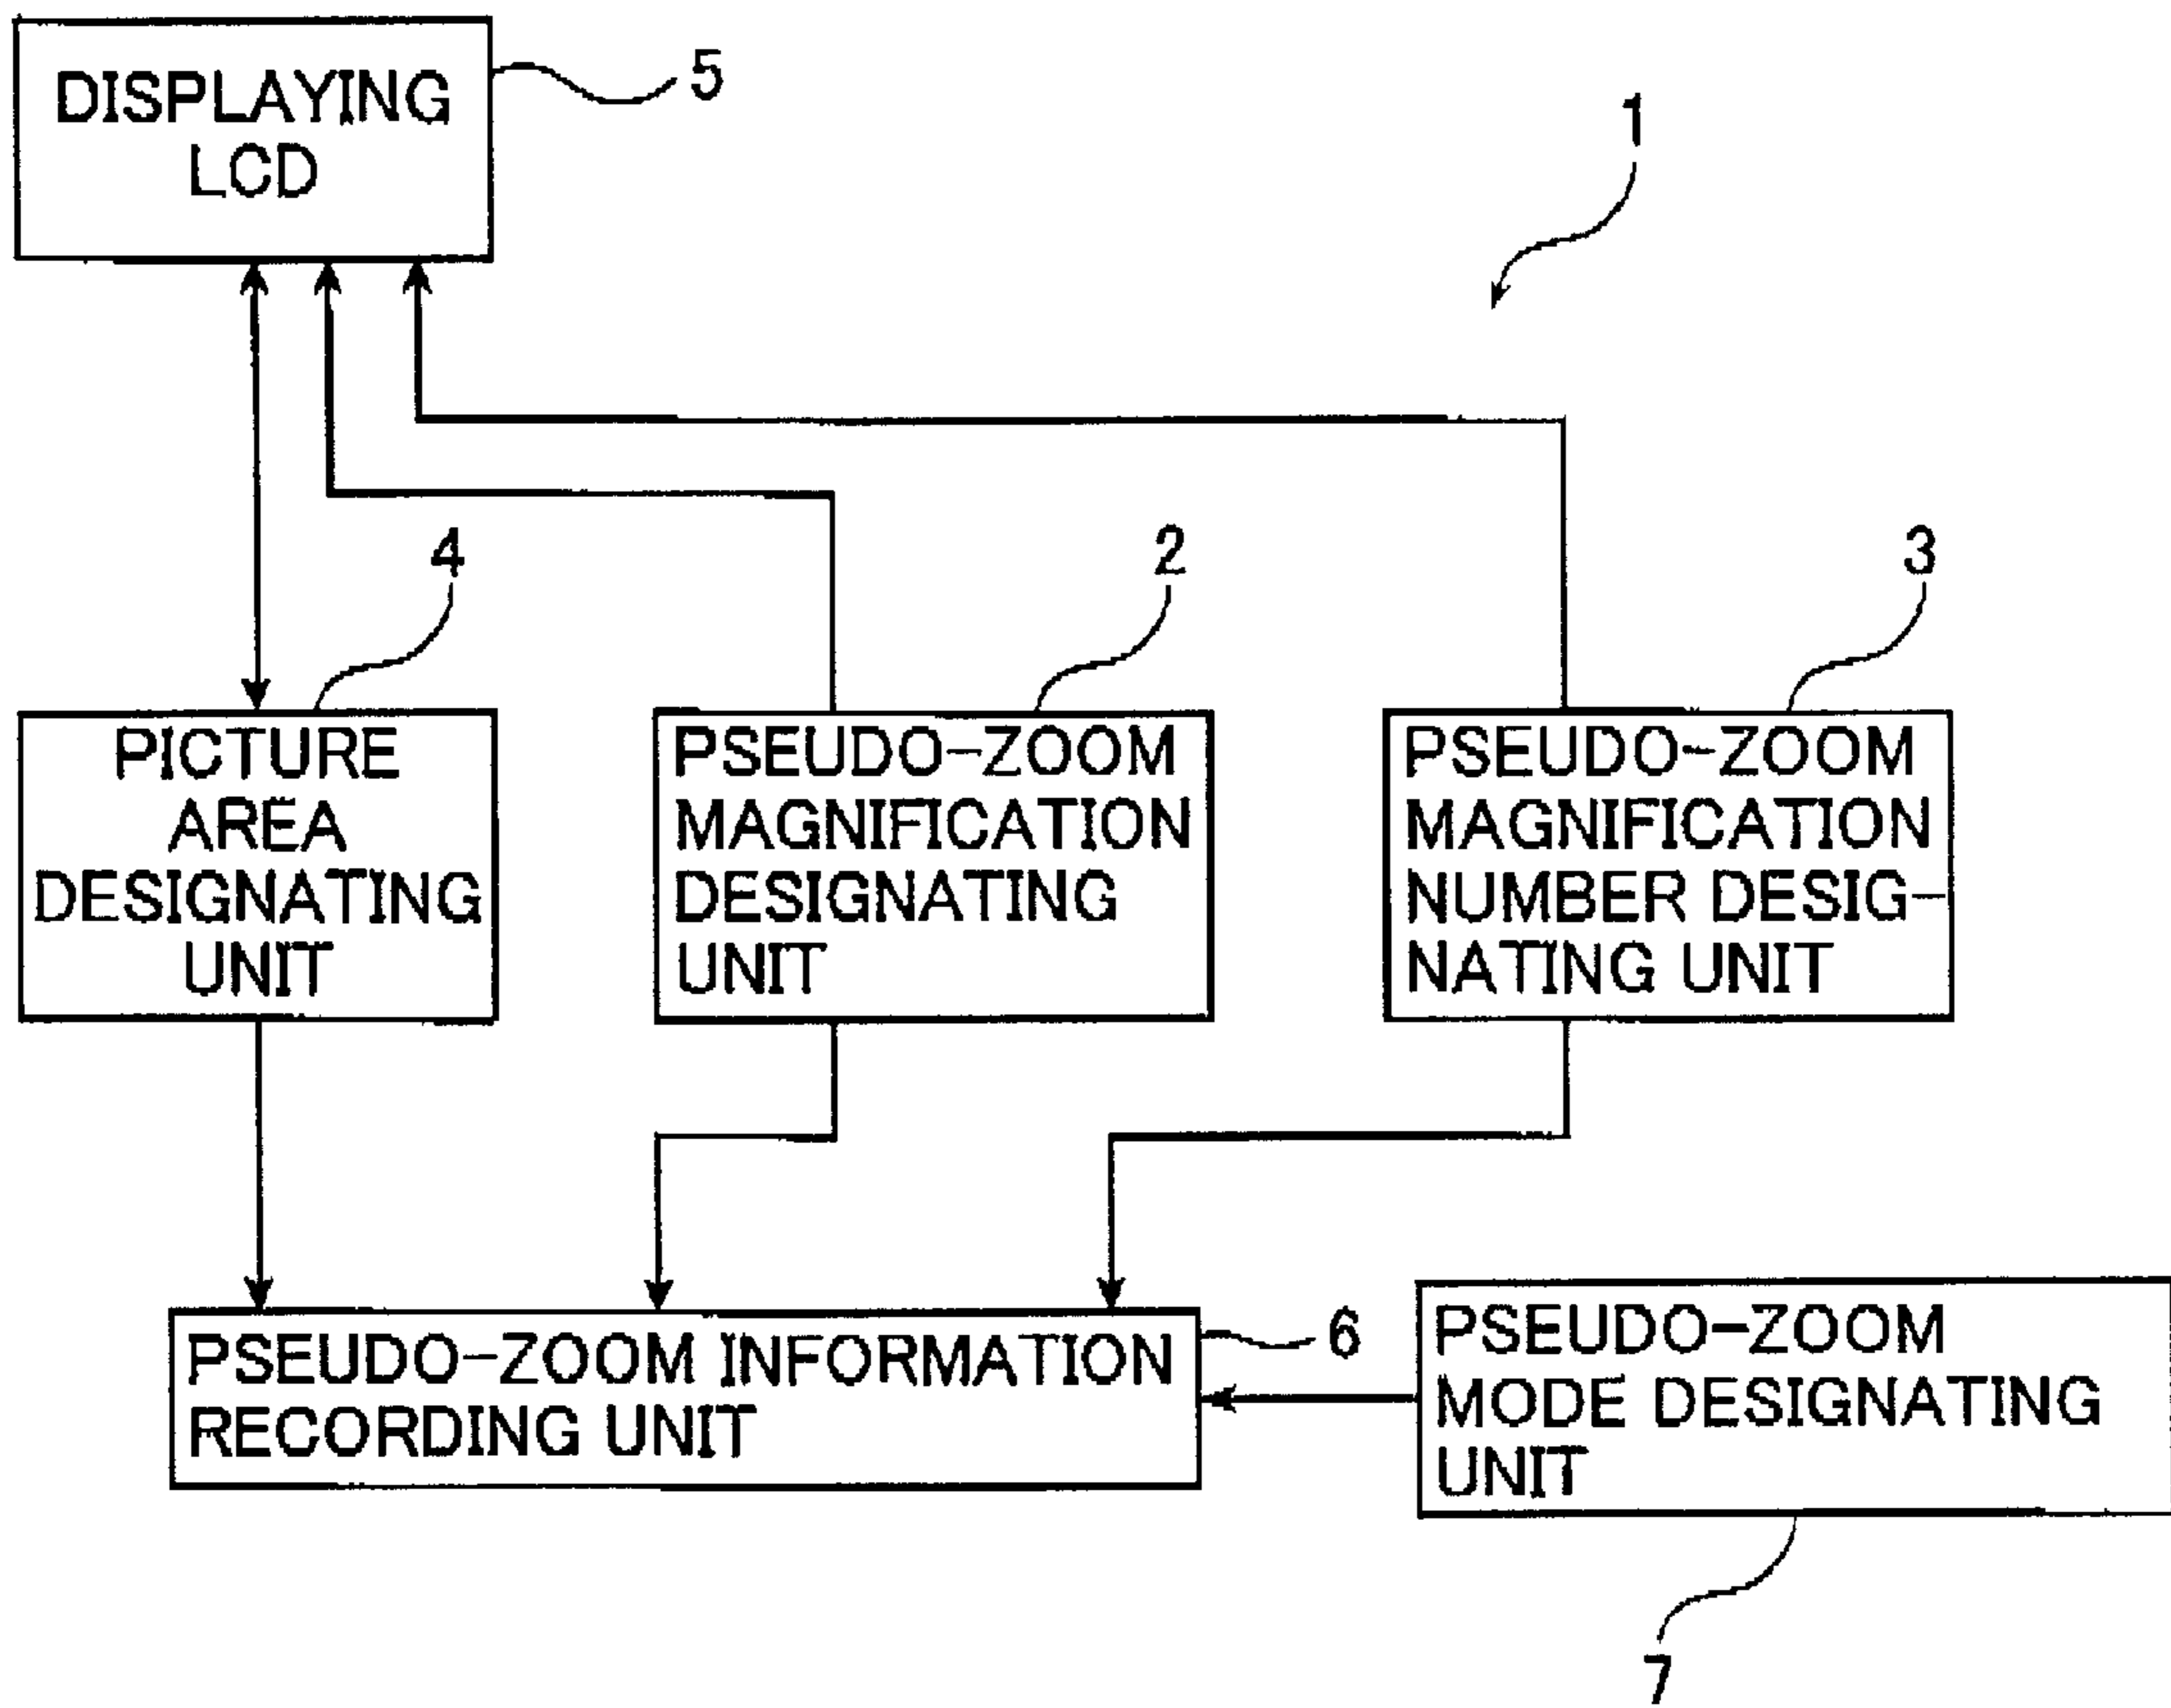 DISPLAYING
LCD
5
1
4
2
3
PICTURE
AREA
DESIGNATING
UNIT
PSEUDO-ZOOM
MAGNIFICATION
DESIGNATING
UNIT
PSEUDO-ZOOM
MAGNIFICATION
NUMBER DESIG-
NATING UNIT
PSEUDO-ZOOM INFORMATION
RECORDING UNIT
6
PSEUDO-ZOOM
MODE DESIGNATING
UNIT
7